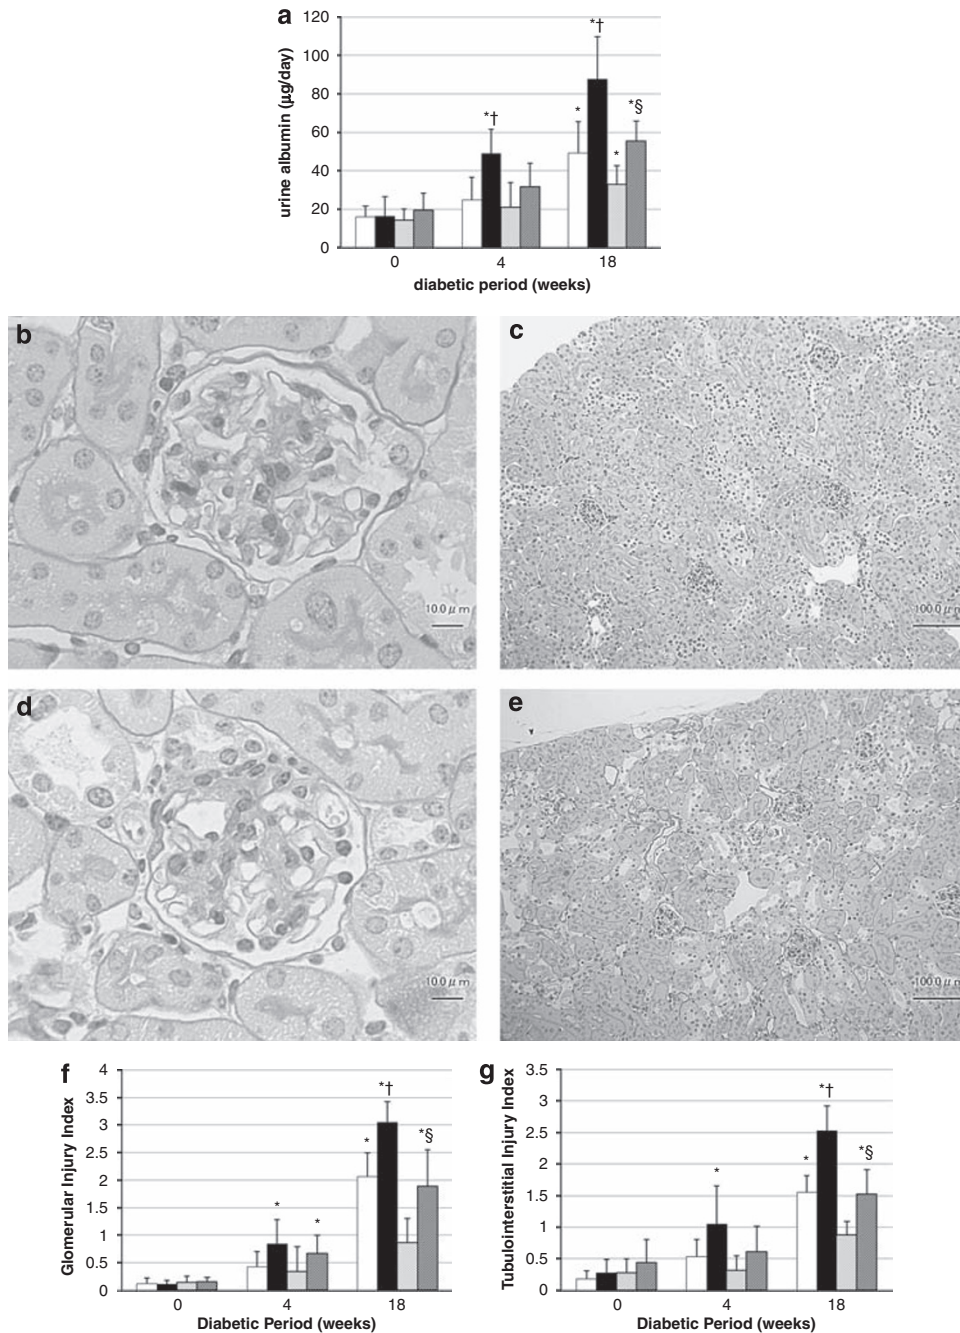 a
urine albumin (µg/day)
120
100
80
60
40
20
0
*†
*
*†
*
*§
0 4 18
diabetic period (weeks)
b
10.0 µm
c
100.0 µm
d
10.0 µm
e
100.0 µm
f
Glomerular Injury Index
4
3.5
3
2.5
2
1.5
1
0.5
0
*
*
*
*†
*§
0 4 18
Diabetic Period (weeks)
g
Tubulointerstitial Injury Index
3.5
3
2.5
2
1.5
1
0.5
0
*
*
*†
*§
0 4 18
Diabetic Period (weeks)